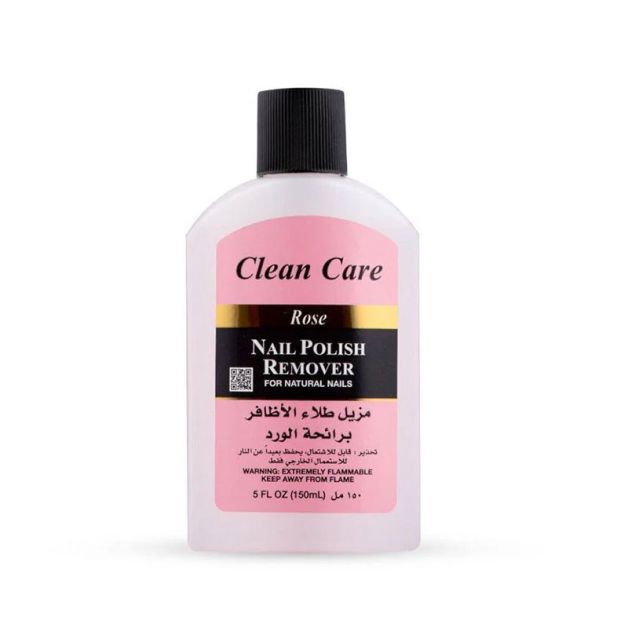 Clean Care
Rose
NAIL POLISH
REMOVER
FOR NATURAL NAILS
مزيل طلاء الأظافر
برائحة الورد
تحذير: قابل للاشتعال، يحفظ بعيداً عن النار
للاستعمال الخارجي فقط
WARNING: EXTREMELY FLAMMABLE
KEEP AWAY FROM FLAME
5 FL OZ (150mL) ١٥٠ مل